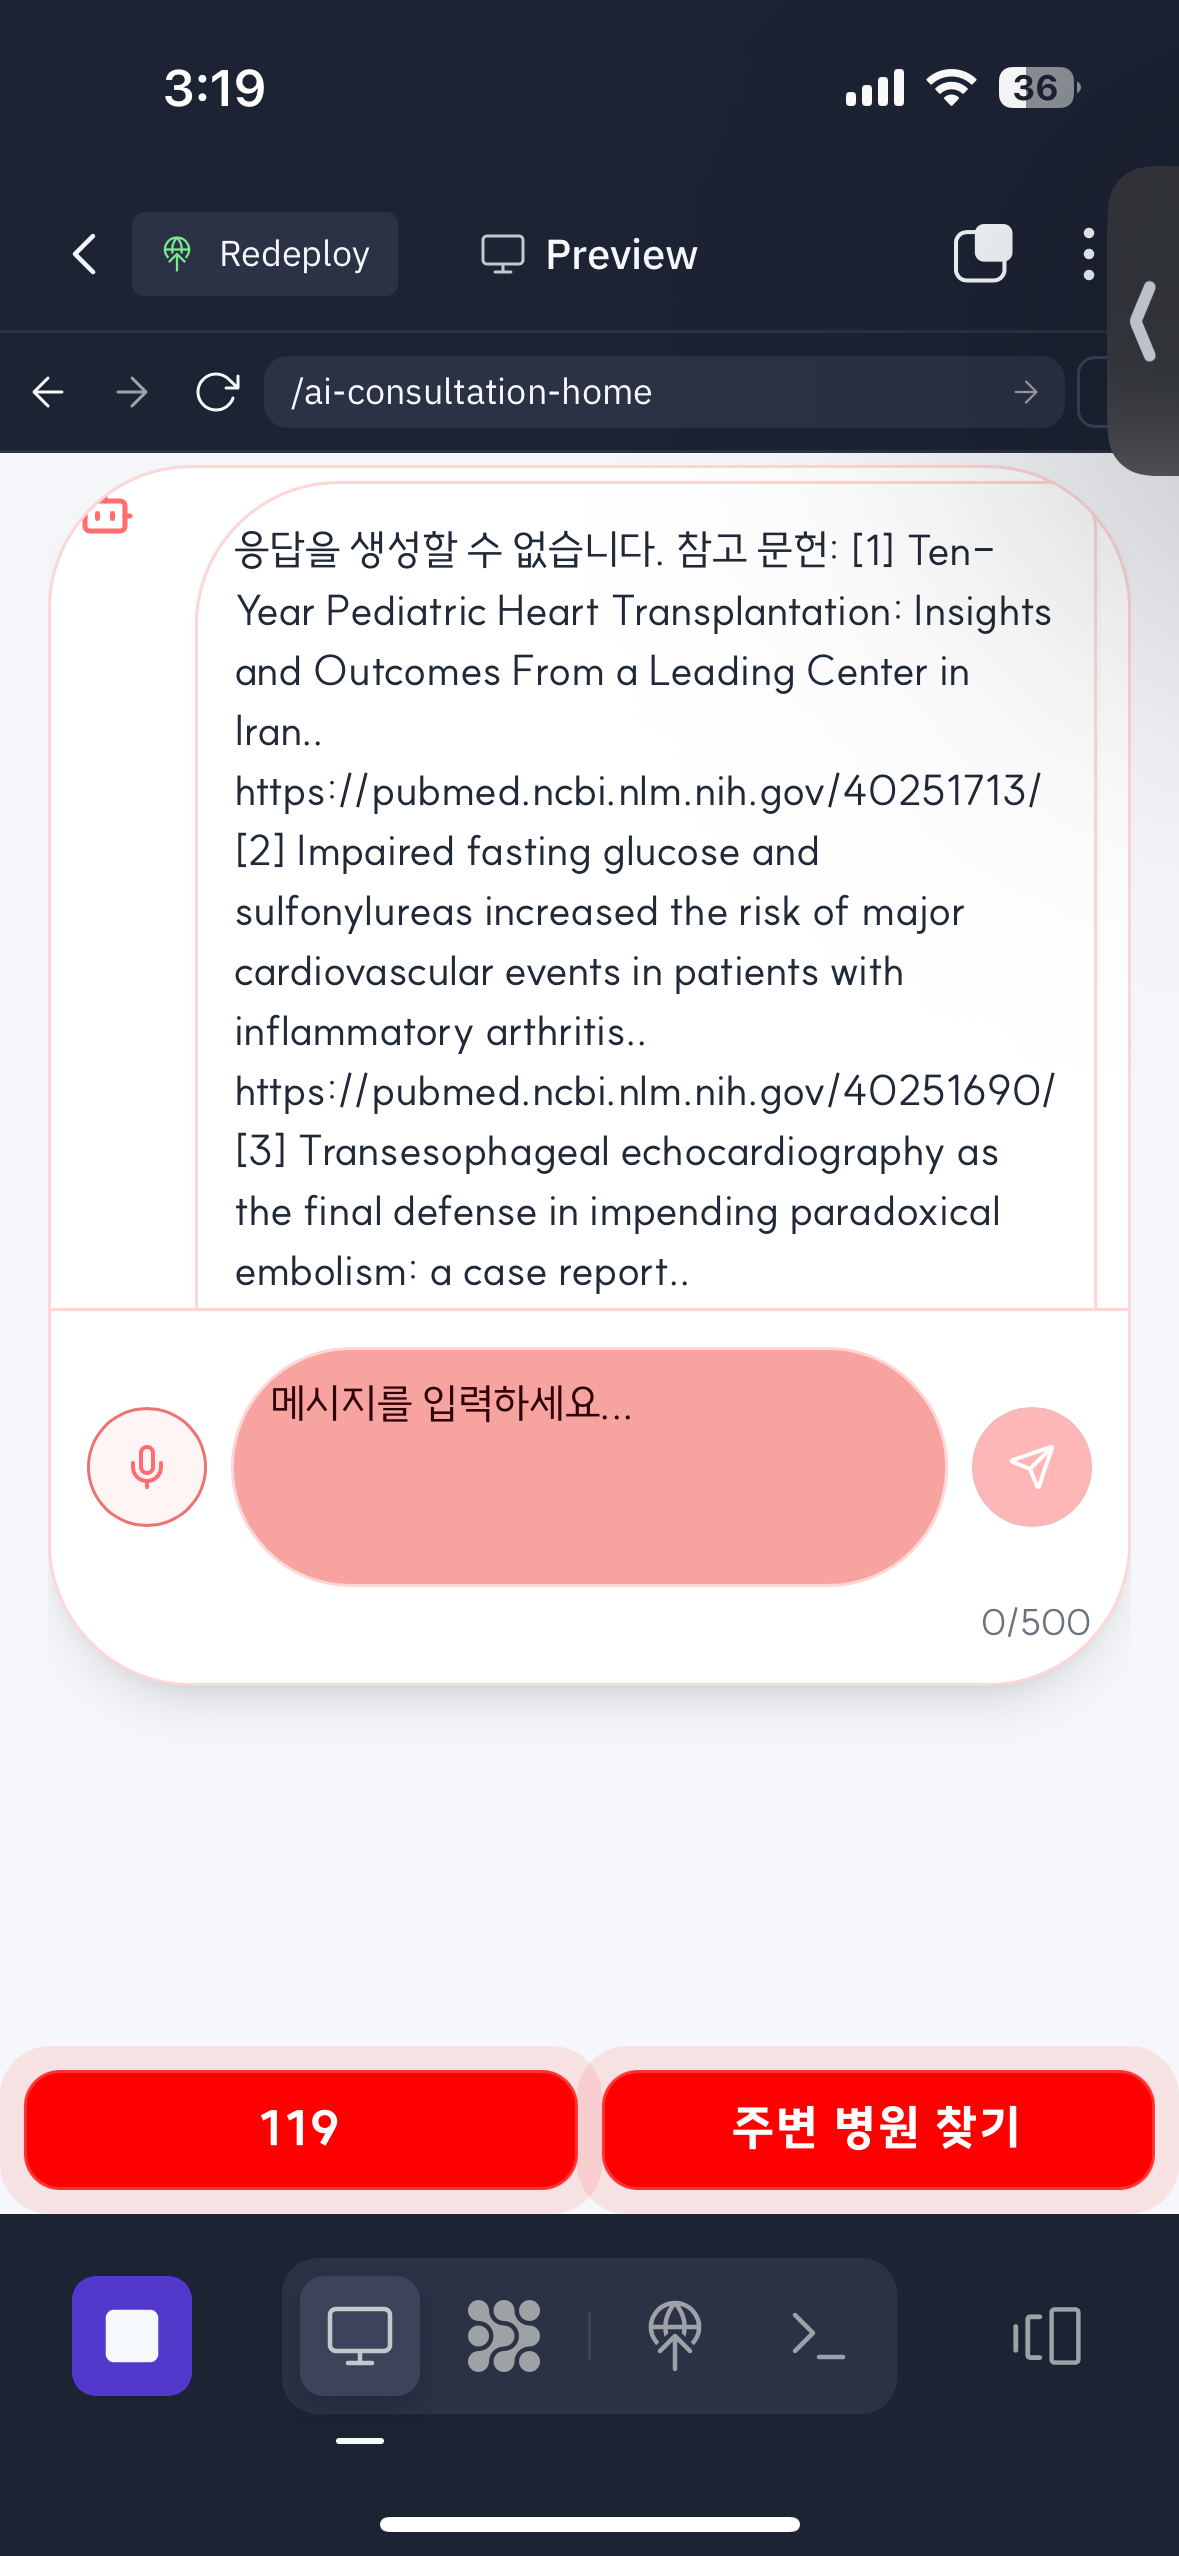 3:19
36
Redeploy
Preview
/ai-consultation-home
응답을 생성할 수 없습니다. 참고 문헌: [1] Ten-
Year Pediatric Heart Transplantation: Insights
and Outcomes From a Leading Center in
Iran..
https://pubmed.ncbi.nlm.nih.gov/40251713/
[2] Impaired fasting glucose and
sulfonylureas increased the risk of major
cardiovascular events in patients with
inflammatory arthritis..
https://pubmed.ncbi.nlm.nih.gov/40251690/
[3] Transesophageal echocardiography as
the final defense in impending paradoxical
embolism: a case report..
메시지를 입력하세요...
0/500
119
주변 병원 찾기